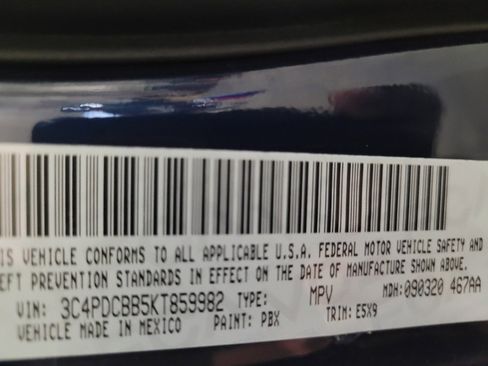 IS VEHICLE CONFORMS TO ALL APPLICABLE U.S.A. FEDERAL MOTOR VEHICLE SAFETY AND
EFT PREVENTION STANDARDS IN EFFECT ON THE DATE OF MANUFACTURE SHOWN ABOVE.
VIN: 3C4PDCBB5KT859982 TYPE: MPV MDH: 090320 467AA
VEHICLE MADE IN MEXICO PAINT: PBX TRIM: E5X9